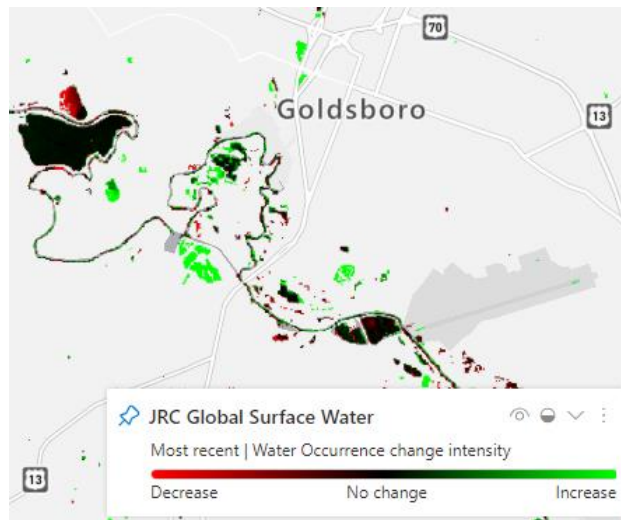 70
Goldsboro
13
JRC Global Surface Water
Most recent | Water Occurrence change intensity
Decrease No change Increase
13